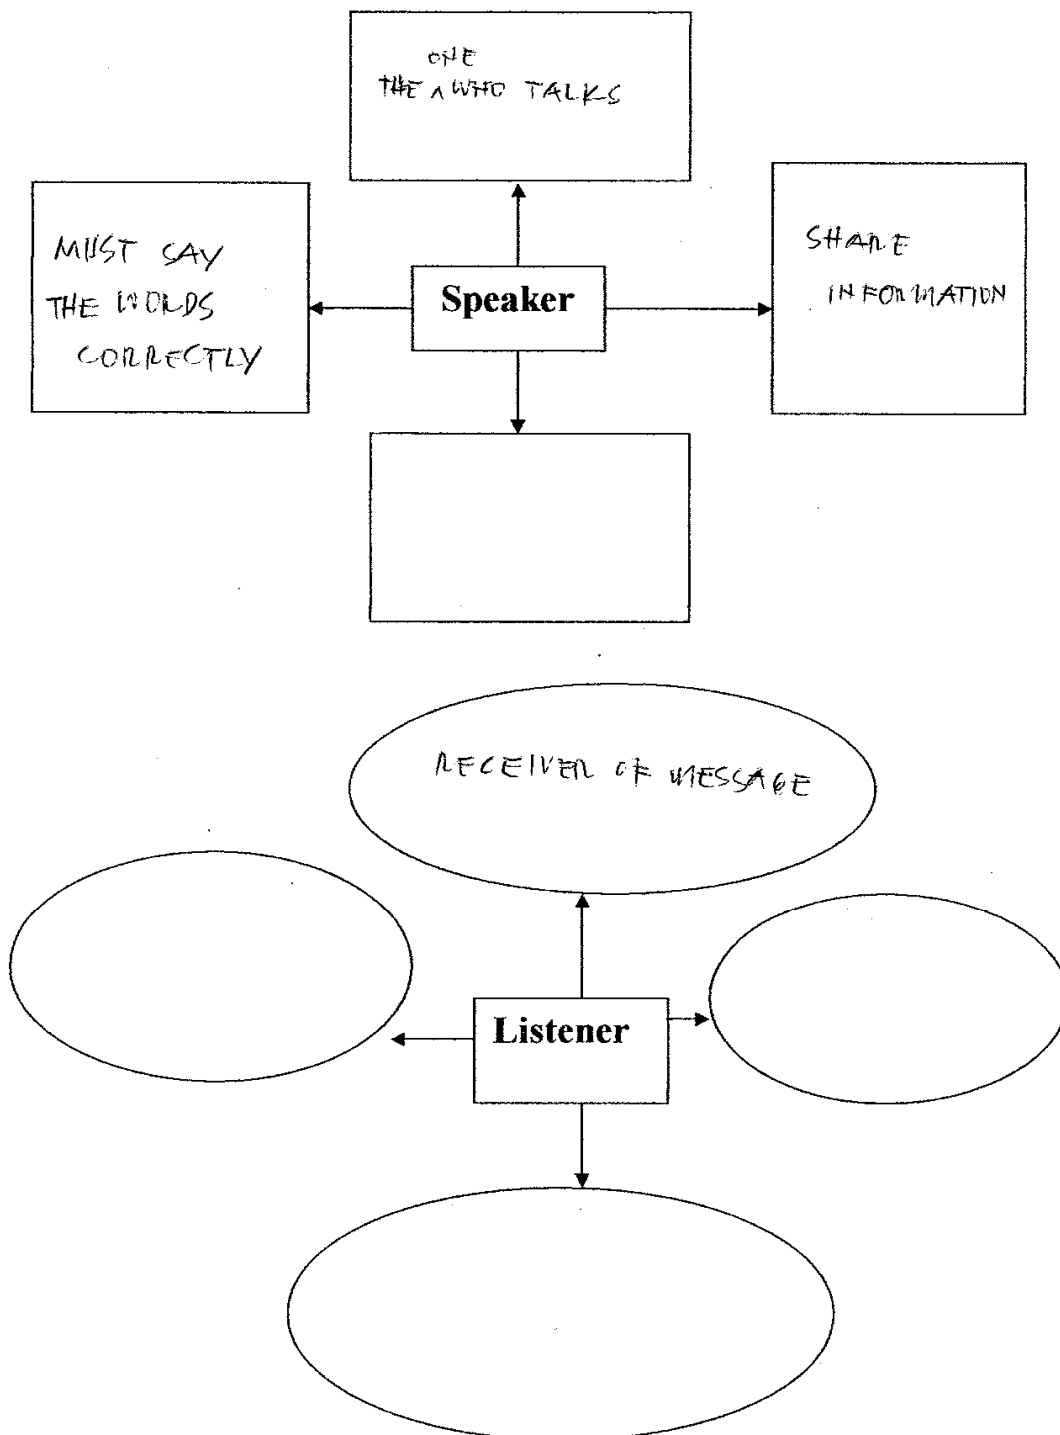 ONE
THE ^ WHO TALKS
MUST SAY
THE WORDS
CORRECTLY
Speaker
SHARE
INFORMATION
RECEIVER OF MESSAGE
Listener